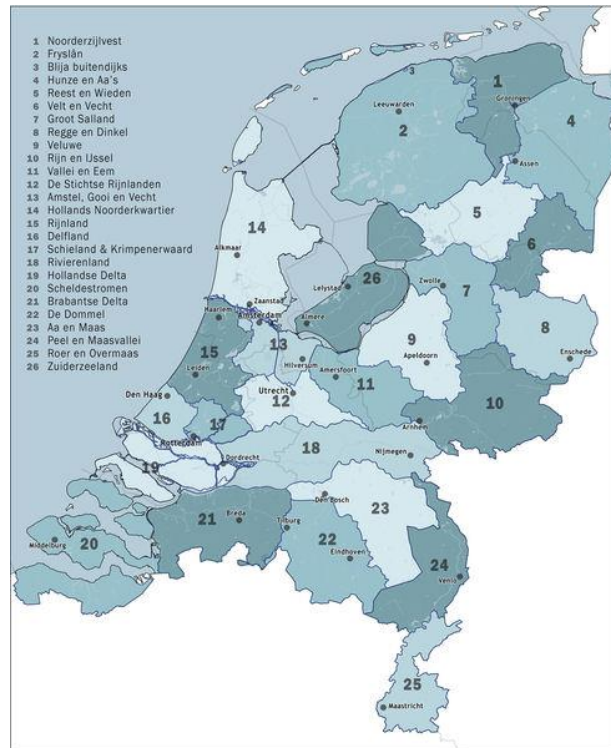 1 Noorderzijlvest
2 Fryslân
3 Blija buitendijks
4 Hunze en Aa's
5 Reest en Wieden
6 Velt en Vecht
7 Groot Salland
8 Regge en Dinkel
9 Veluwe
10 Rijn en IJssel
11 Vallei en Eem
12 De Stichtse Rijnlanden
13 Amstel, Gooi en Vecht
14 Hollands Noorderkwartier
15 Rijnland
16 Delfland
17 Schieland & Krimpenerwaard
18 Rivierenland
19 Hollandse Delta
20 Scheldestromen
21 Brabantse Delta
22 De Dommel
23 Aa en Maas
24 Peel en Maasvallei
25 Roer en Overmaas
26 Zuiderzeeland
3
1
Groningen
Leeuwarden
2
4
Assen
5
14
6
Alkmaar
26
Lelystad
Zwolle
7
Zaanstad
Haarlem
Amsterdam
Almere
8
13
9
15
Hilversum
Enschede
Apeldoorn
Leiden
Amersfoort
11
Den Haag
Utrecht
12
10
16
17
Arnhem
Rotterdam
18
Nijmegen
Dordrecht
19
Den Bosch
23
21
Breda
Tilburg
Middelburg
20
22
Eindhoven
24
Venlo
25
Maastricht